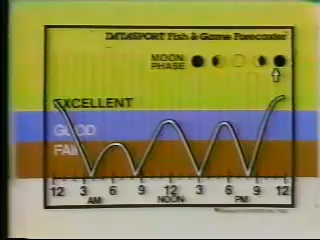 DATASPORT Fish & Game Forecaster
MOON
PHASE
EXCELLENT
GOOD
FAIR
12 3 6 9 12 3 6 9 12
AM NOON PM